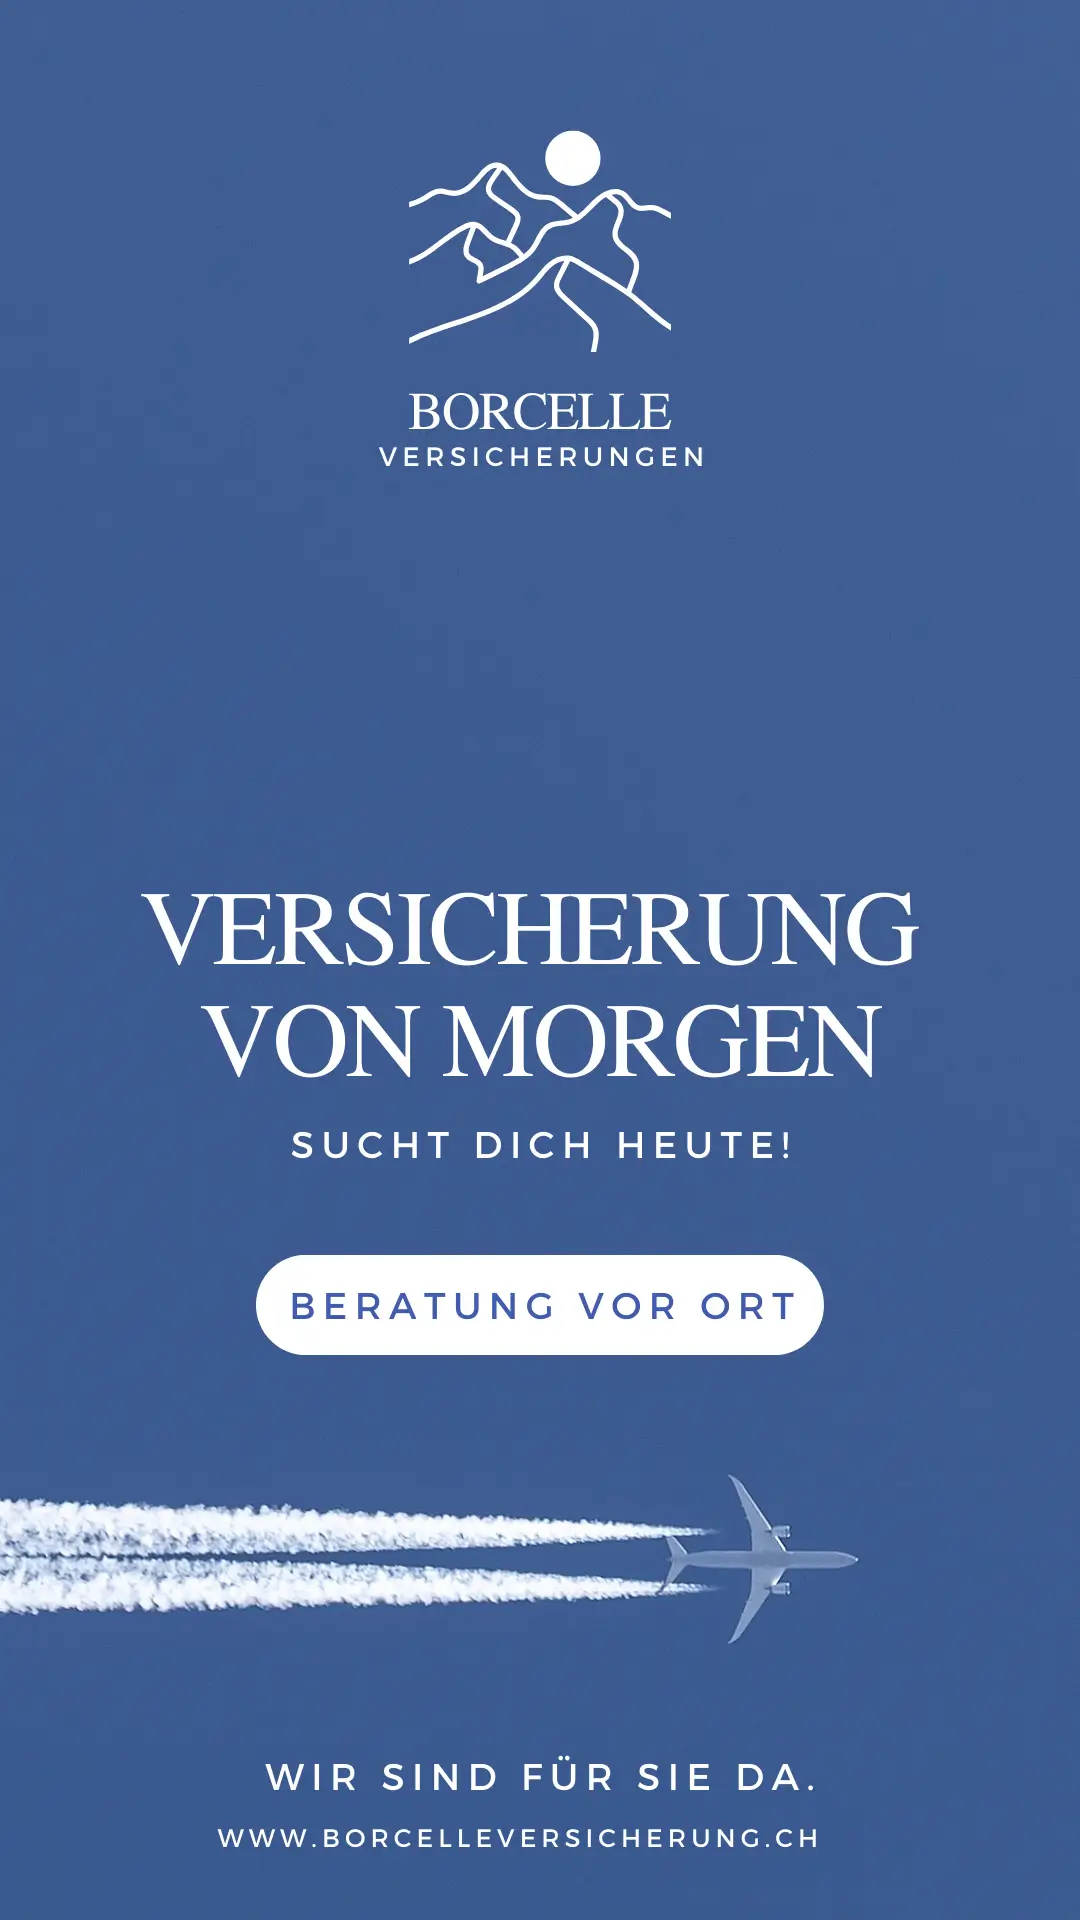 BORCELLE
VERSICHERUNGEN
VERSICHERUNG
VON MORGEN
SUCHT DICH HEUTE!
BERATUNG VOR ORT
WIR SIND FÜR SIE DA.
WWW.BORCELLEVERSICHERUNG.CH